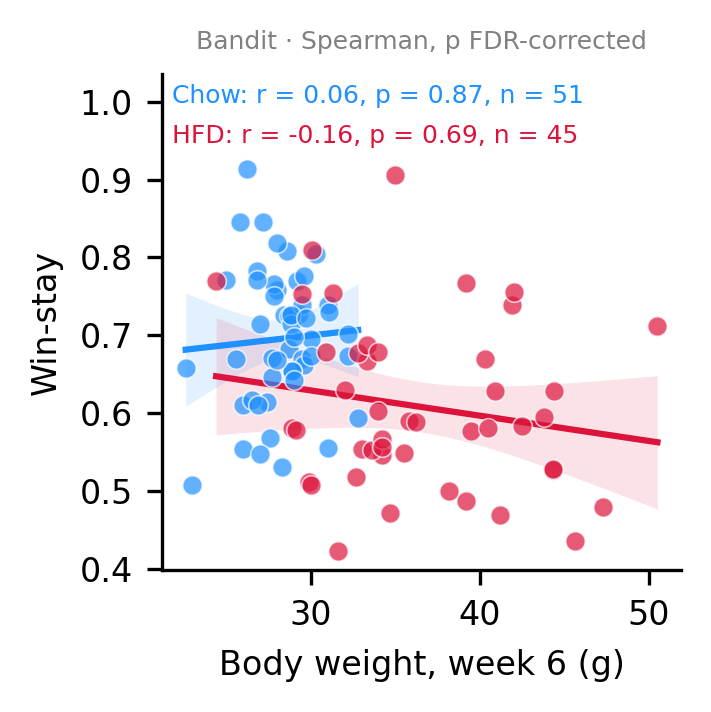 Bandit · Spearman, p FDR-corrected
Chow: r = 0.06, p = 0.87, n = 51
HFD: r = -0.16, p = 0.69, n = 45
1.0
0.9
0.8
0.7
0.6
0.5
0.4
Win-stay
30 40 50
Body weight, week 6 (g)